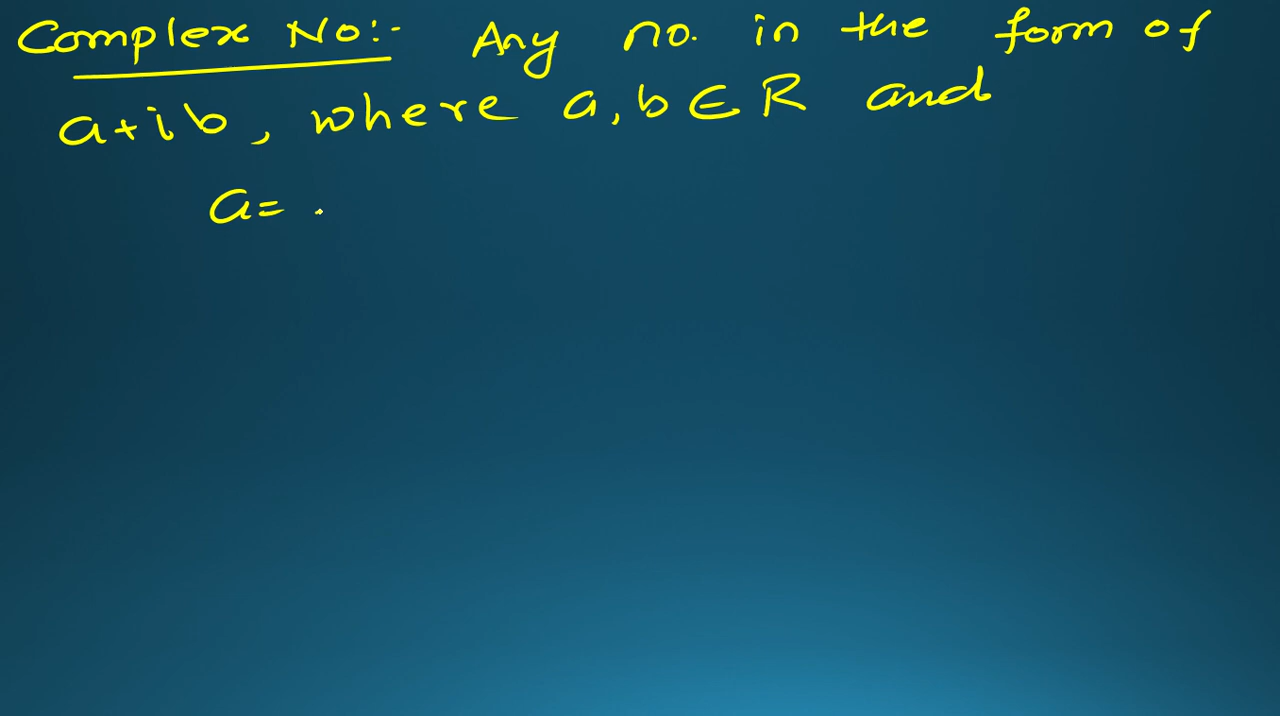 Complex No:- Any no. in the form of
a+ib, where a, b ∈ R and
a= .